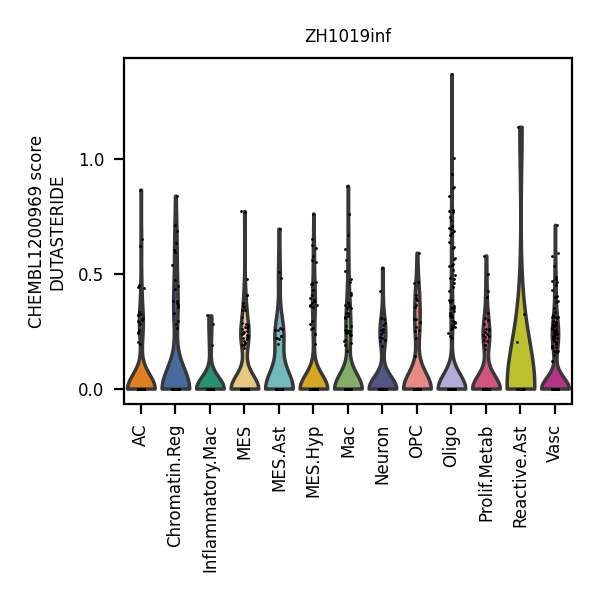 ZH1019inf
CHEMBL1200969 score
DUTASTERIDE
1.0
0.5
0.0
AC
Chromatin.Reg
Inflammatory.Mac
MES
MES.Ast
MES.Hyp
Mac
Neuron
OPC
Oligo
Prolif.Metab
Reactive.Ast
Vasc